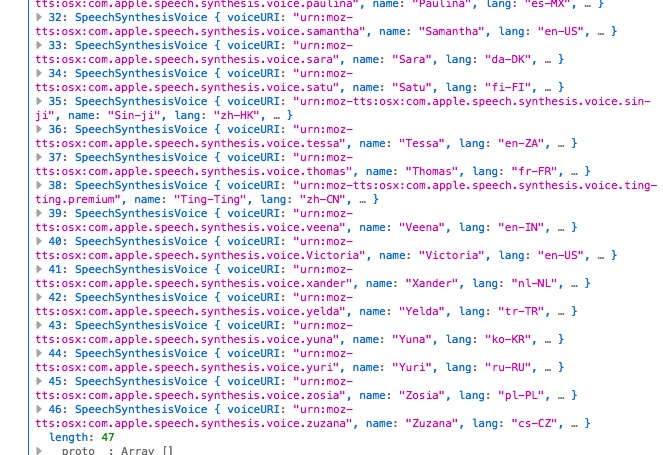 tts:osx:com.apple.speech.synthesis.voice.paulina", name: "Paulina", lang: "es-MX", … }
32: SpeechSynthesisVoice { voiceURI: "urn:moz-
tts:osx:com.apple.speech.synthesis.voice.samantha", name: "Samantha", lang: "en-US", … }
33: SpeechSynthesisVoice { voiceURI: "urn:moz-
tts:osx:com.apple.speech.synthesis.voice.sara", name: "Sara", lang: "da-DK", … }
34: SpeechSynthesisVoice { voiceURI: "urn:moz-
tts:osx:com.apple.speech.synthesis.voice.satu", name: "Satu", lang: "fi-FI", … }
35: SpeechSynthesisVoice { voiceURI: "urn:moz-tts:osx:com.apple.speech.synthesis.voice.sin-
ji", name: "Sin-ji", lang: "zh-HK", … }
36: SpeechSynthesisVoice { voiceURI: "urn:moz-
tts:osx:com.apple.speech.synthesis.voice.tessa", name: "Tessa", lang: "en-ZA", … }
37: SpeechSynthesisVoice { voiceURI: "urn:moz-
tts:osx:com.apple.speech.synthesis.voice.thomas", name: "Thomas", lang: "fr-FR", … }
38: SpeechSynthesisVoice { voiceURI: "urn:moz-tts:osx:com.apple.speech.synthesis.voice.ting-
ting.premium", name: "Ting-Ting", lang: "zh-CN", … }
39: SpeechSynthesisVoice { voiceURI: "urn:moz-
tts:osx:com.apple.speech.synthesis.voice.veena", name: "Veena", lang: "en-IN", … }
40: SpeechSynthesisVoice { voiceURI: "urn:moz-
tts:osx:com.apple.speech.synthesis.voice.Victoria", name: "Victoria", lang: "en-US", … }
41: SpeechSynthesisVoice { voiceURI: "urn:moz-
tts:osx:com.apple.speech.synthesis.voice.xander", name: "Xander", lang: "nl-NL", … }
42: SpeechSynthesisVoice { voiceURI: "urn:moz-
tts:osx:com.apple.speech.synthesis.voice.yelda", name: "Yelda", lang: "tr-TR", … }
43: SpeechSynthesisVoice { voiceURI: "urn:moz-
tts:osx:com.apple.speech.synthesis.voice.yuna", name: "Yuna", lang: "ko-KR", … }
44: SpeechSynthesisVoice { voiceURI: "urn:moz-
tts:osx:com.apple.speech.synthesis.voice.yuri", name: "Yuri", lang: "ru-RU", … }
45: SpeechSynthesisVoice { voiceURI: "urn:moz-
tts:osx:com.apple.speech.synthesis.voice.zosia", name: "Zosia", lang: "pl-PL", … }
46: SpeechSynthesisVoice { voiceURI: "urn:moz-
tts:osx:com.apple.speech.synthesis.voice.zuzana", name: "Zuzana", lang: "cs-CZ", … }
length: 47
proto : Array []